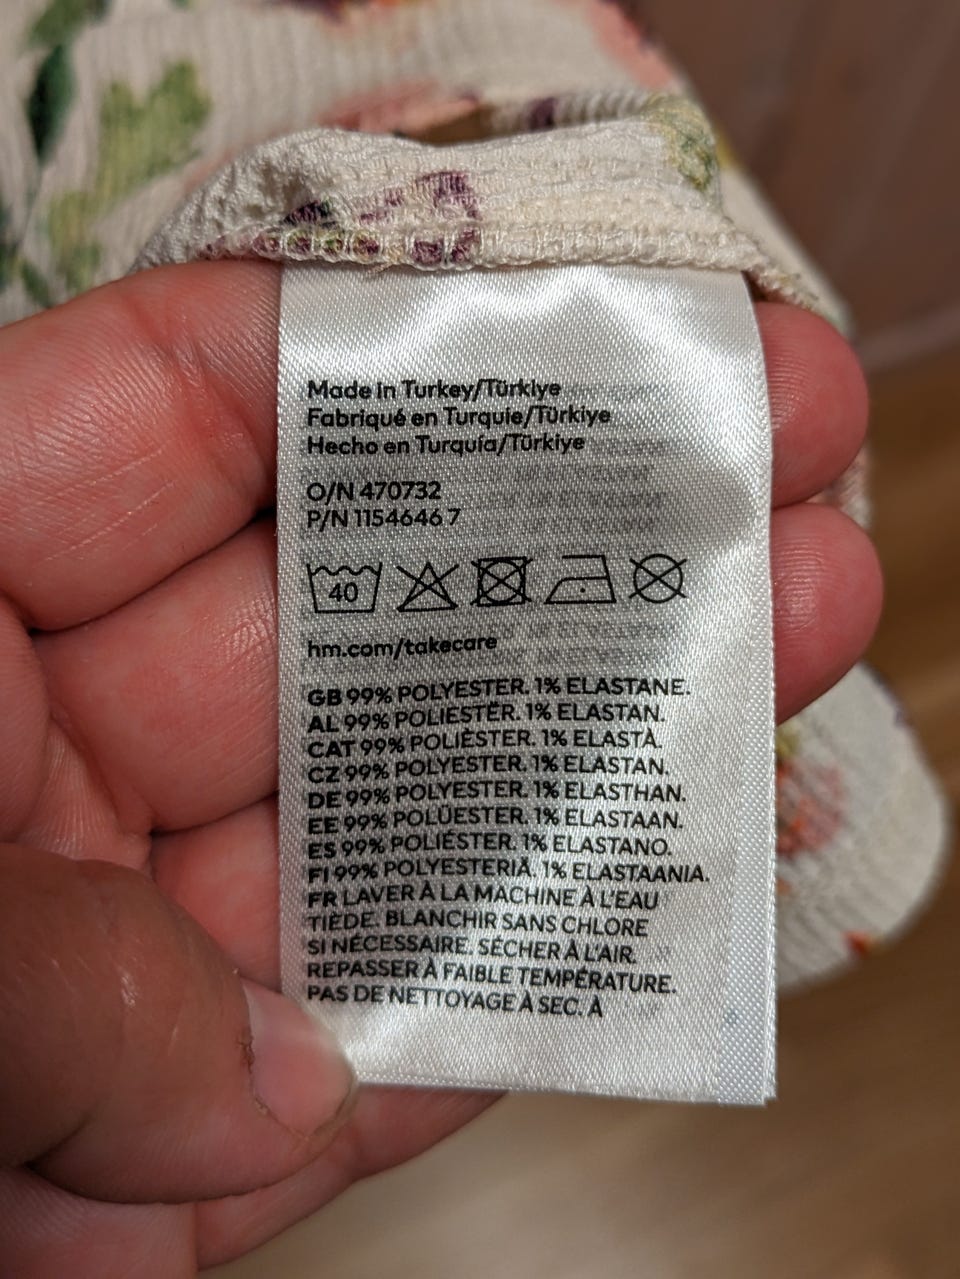 Made in Turkey/Türkiye
Fabriqué en Turquie/Türkiye
Hecho en Turquía/Türkiye
O/N 470732
P/N 1154646 7
40
hm.com/takecare
GB 99% POLYESTER. 1% ELASTANE.
AL 99% POLIESTËR. 1% ELASTAN.
CAT 99% POLIÈSTER. 1% ELASTÀ.
CZ 99% POLYESTER. 1% ELASTAN.
DE 99% POLYESTER. 1% ELASTHAN.
EE 99% POLÜESTER. 1% ELASTAAN.
ES 99% POLIÉSTER. 1% ELASTANO.
FI 99% POLYESTERIÄ. 1% ELASTAANIA.
FR LAVER À LA MACHINE À L'EAU
TIÈDE. BLANCHIR SANS CHLORE
SI NÉCESSAIRE. SÉCHER À L'AIR.
REPASSER À FAIBLE TEMPÉRATURE.
PAS DE NETTOYAGE À SEC. À